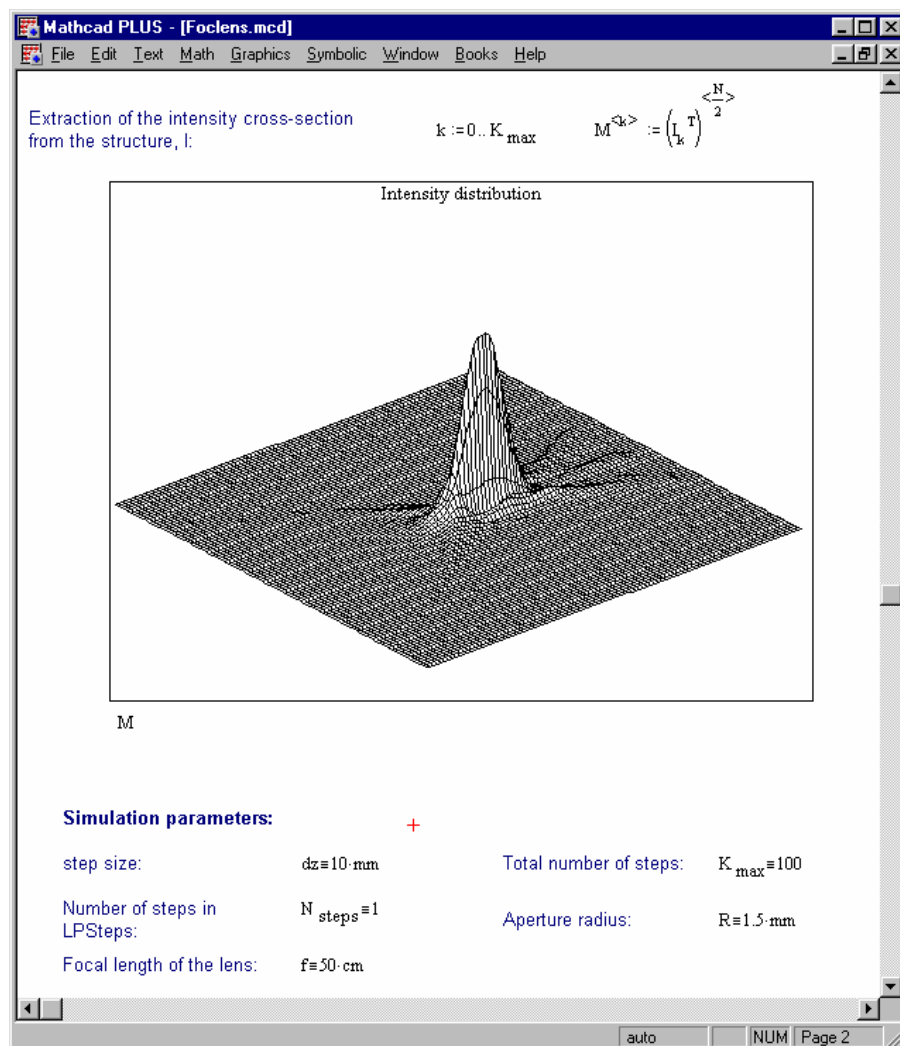 Mathcad PLUS - [Foclens.mcd]
File Edit Text Math Graphics Symbolic Window Books Help
Extraction of the intensity cross-section
from the structure, I:
k := 0.. K max
M<k> := (I k T)<N/2>
Intensity distribution
M
Simulation parameters:
step size: dz≡10·mm Total number of steps: K max≡100
Number of steps in
LPSteps: N steps≡1 Aperture radius: R≡1.5·mm
Focal length of the lens: f≡50·cm
auto NUM Page 2